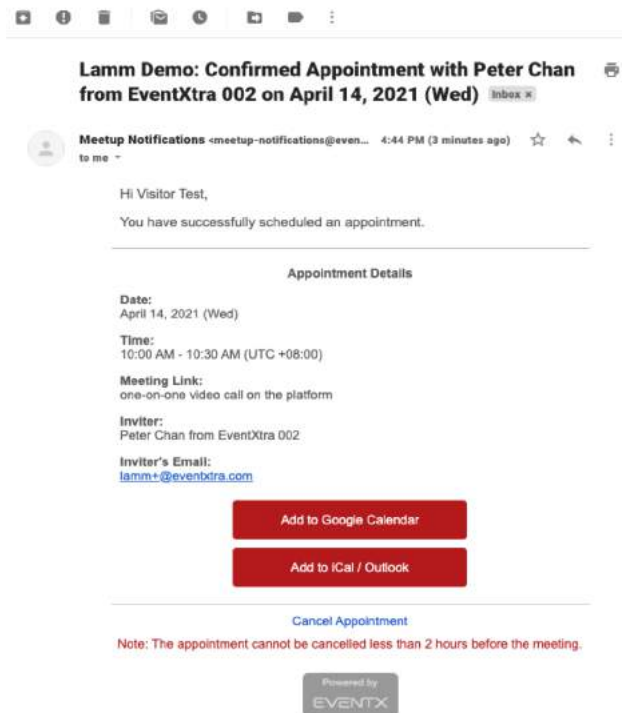 Lamm Demo: Confirmed Appointment with Peter Chan
from EventXtra 002 on April 14, 2021 (Wed) Inbox ×
Meetup Notifications <meetup-notifications@even... 4:44 PM (3 minutes ago)
to me
Hi Visitor Test,
You have successfully scheduled an appointment.
Appointment Details
Date:
April 14, 2021 (Wed)
Time:
10:00 AM - 10:30 AM (UTC +08:00)
Meeting Link:
one-on-one video call on the platform
Inviter:
Peter Chan from EventXtra 002
Inviter's Email:
lamm+@eventxtra.com
Add to Google Calendar
Add to iCal / Outlook
Cancel Appointment
Note: The appointment cannot be cancelled less than 2 hours before the meeting.
Powered by
EVENTX